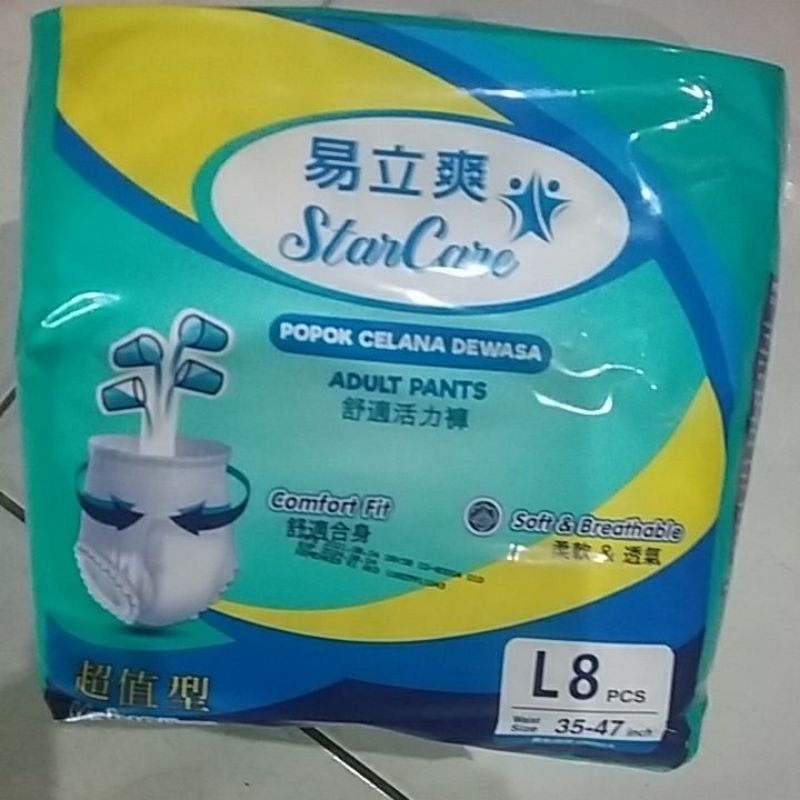 易立爽
StarCare
POPOK CELANA DEWASA
ADULT PANTS
舒適活力褲
Comfort Fit
舒適合身
Soft & Breathable
柔軟 & 透氣
超值型
L8 PCS
Waist Size 35-47 inch